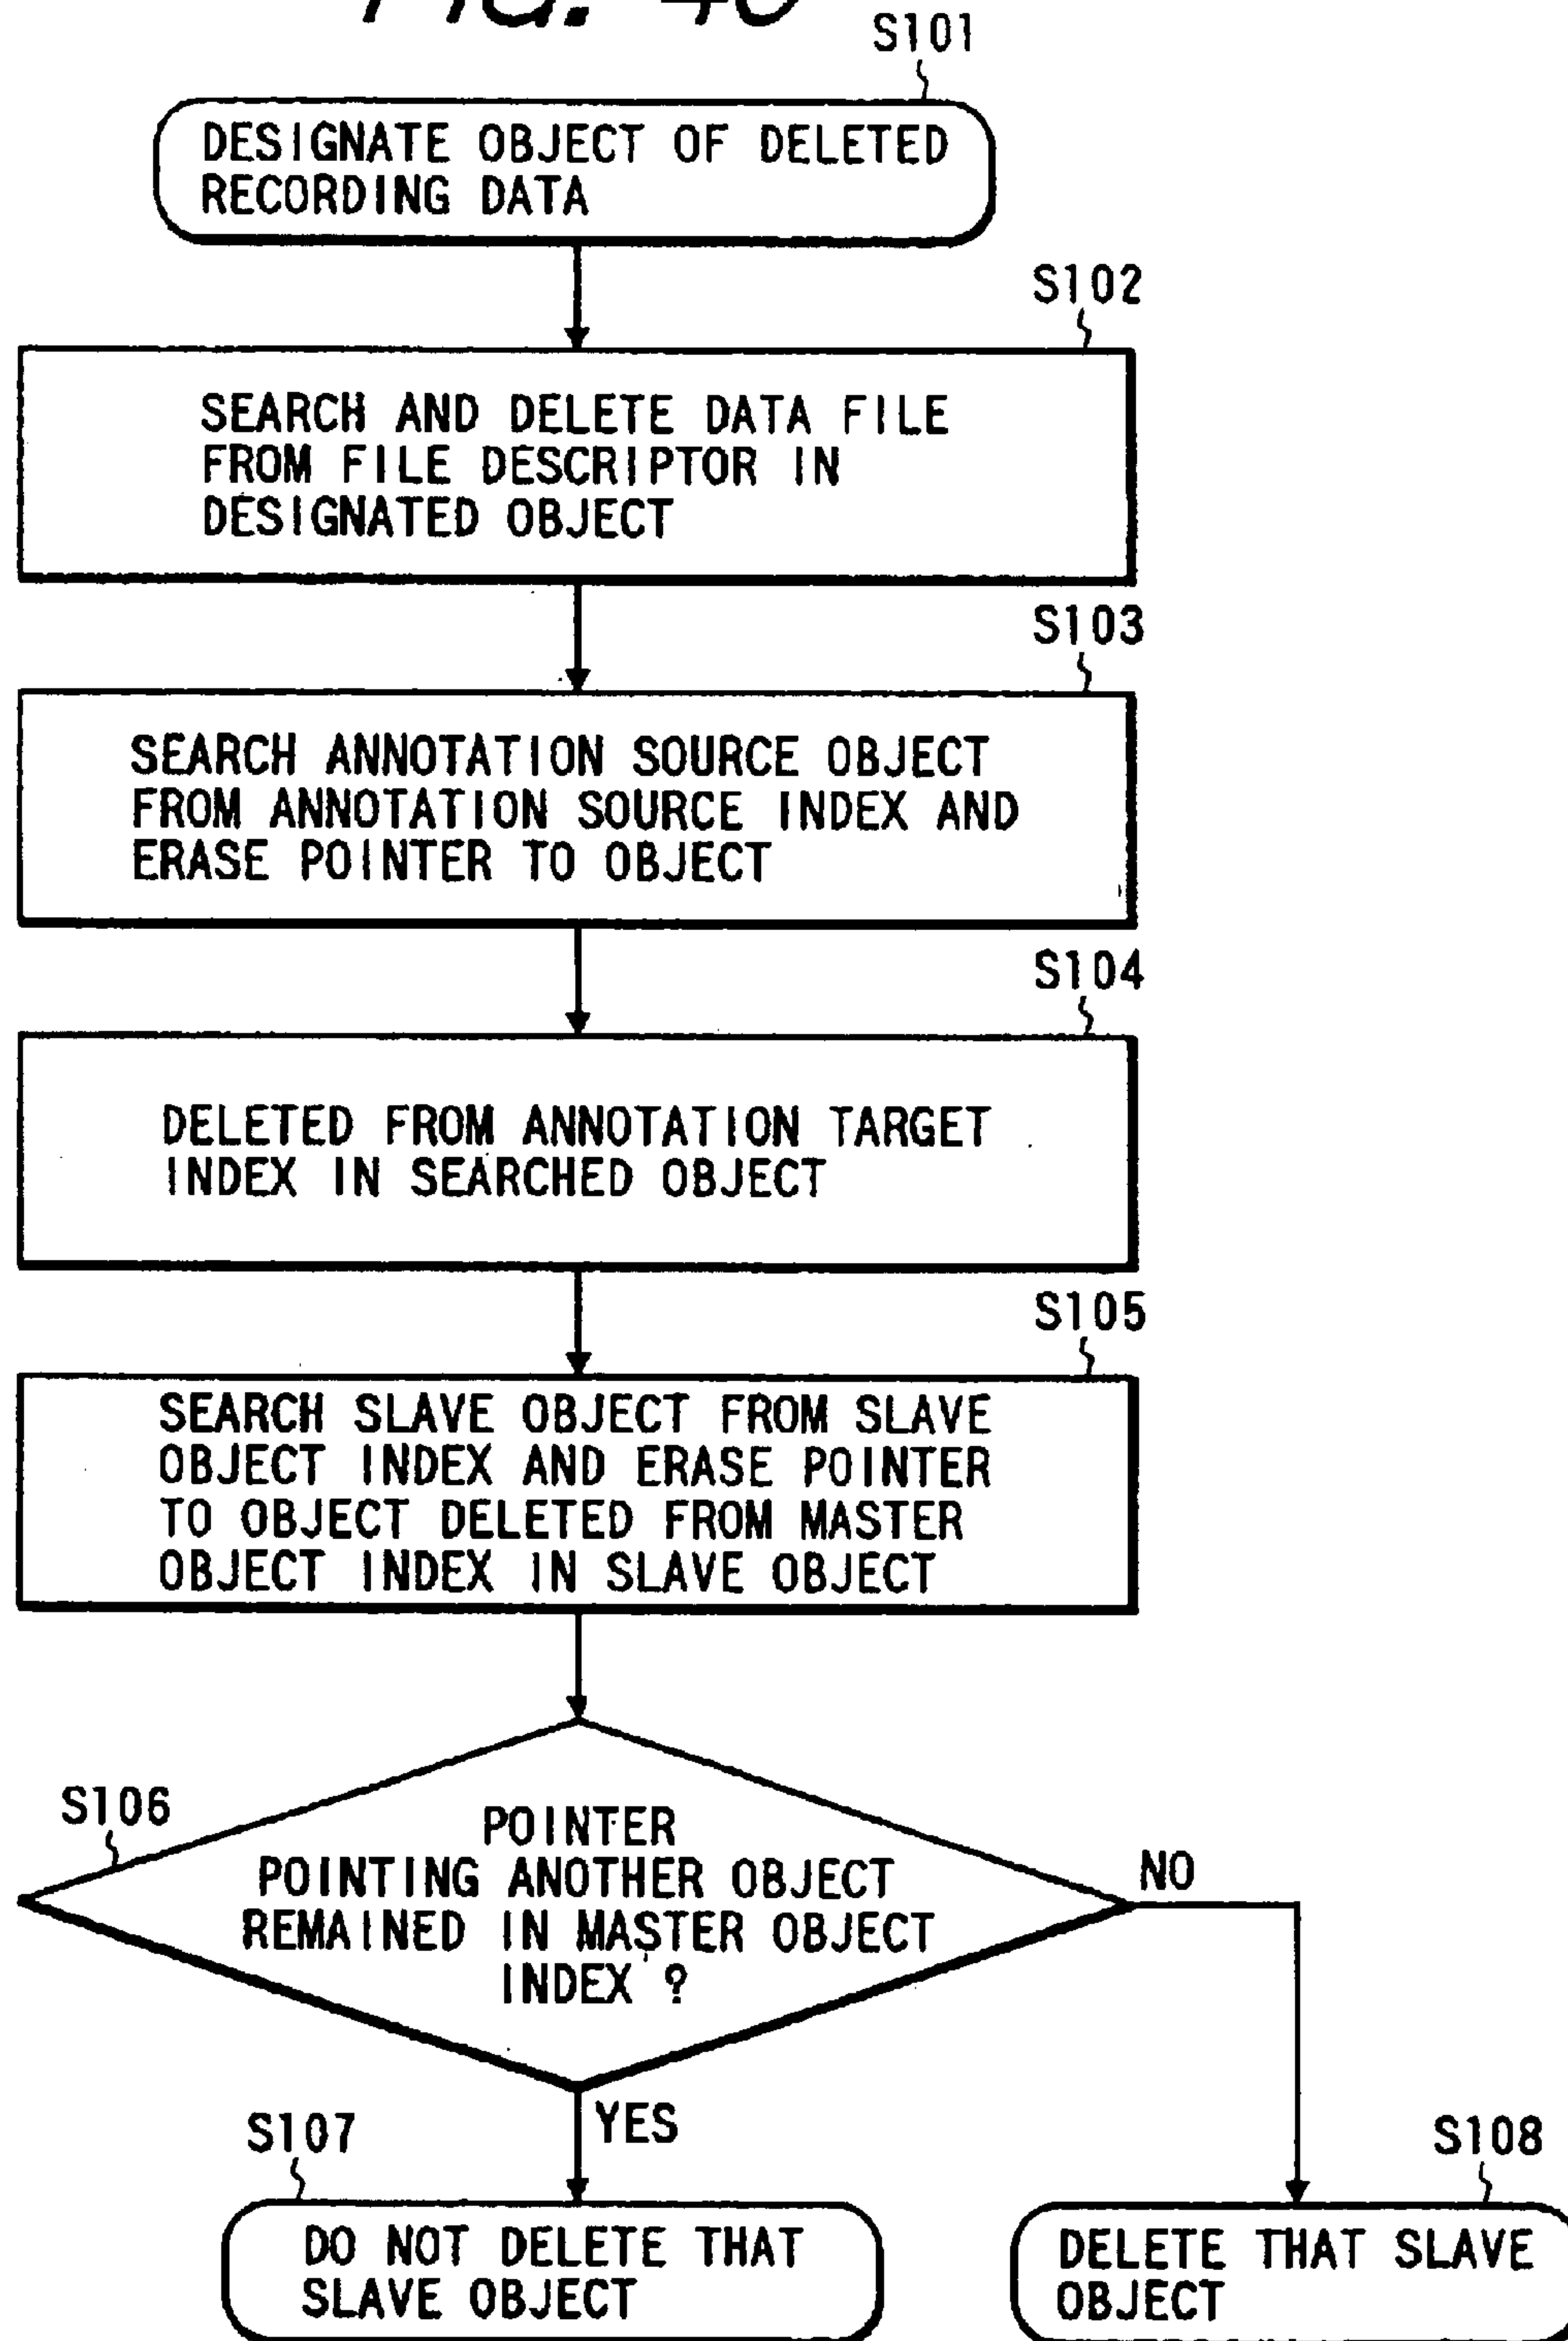 FIG. 40
S101
DESIGNATE OBJECT OF DELETED
RECORDING DATA
S102
SEARCH AND DELETE DATA FILE
FROM FILE DESCRIPTOR IN
DESIGNATED OBJECT
S103
SEARCH ANNOTATION SOURCE OBJECT
FROM ANNOTATION SOURCE INDEX AND
ERASE POINTER TO OBJECT
S104
DELETED FROM ANNOTATION TARGET
INDEX IN SEARCHED OBJECT
S105
SEARCH SLAVE OBJECT FROM SLAVE
OBJECT INDEX AND ERASE POINTER
TO OBJECT DELETED FROM MASTER
OBJECT INDEX IN SLAVE OBJECT
S106
POINTER
POINTING ANOTHER OBJECT
REMAINED IN MASTER OBJECT
INDEX ?
NO
YES
S107
DO NOT DELETE THAT
SLAVE OBJECT
S108
DELETE THAT SLAVE
OBJECT